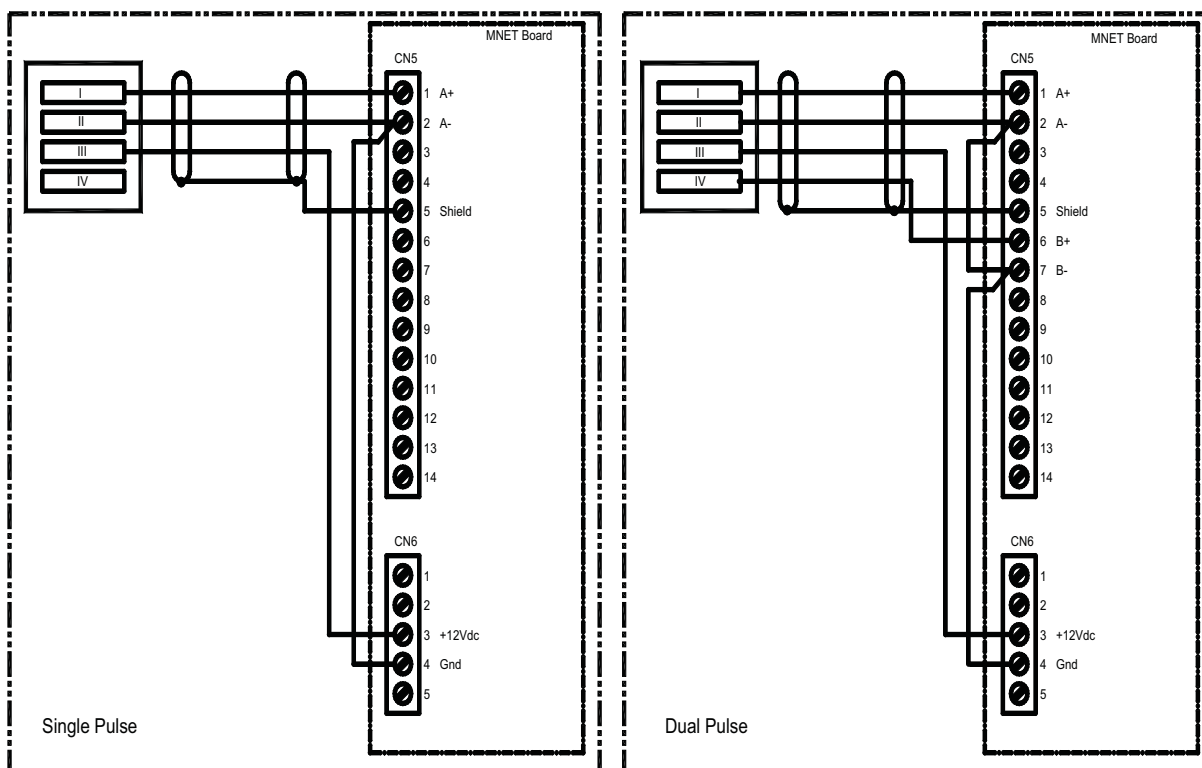 MNET Board
CN5
I
II
III
IV
1 A+
2 A-
3
4
5 Shield
6
7
8
9
10
11
12
13
14
CN6
1
2
3 +12Vdc
4 Gnd
5
Single Pulse
MNET Board
CN5
I
II
III
IV
1 A+
2 A-
3
4
5 Shield
6 B+
7 B-
8
9
10
11
12
13
14
CN6
1
2
3 +12Vdc
4 Gnd
5
Dual Pulse